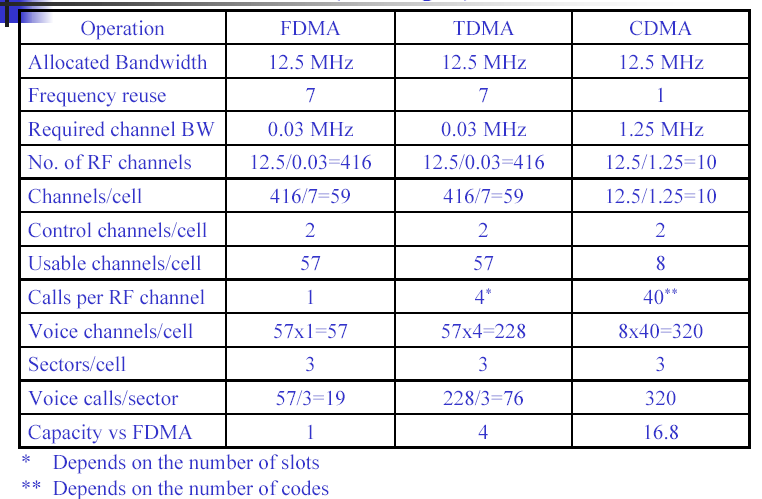 Operation FDMA TDMA CDMA
Allocated Bandwidth 12.5 MHz 12.5 MHz 12.5 MHz
Frequency reuse 7 7 1
Required channel BW 0.03 MHz 0.03 MHz 1.25 MHz
No. of RF channels 12.5/0.03=416 12.5/0.03=416 12.5/1.25=10
Channels/cell 416/7=59 416/7=59 12.5/1.25=10
Control channels/cell 2 2 2
Usable channels/cell 57 57 8
Calls per RF channel 1 4* 40**
Voice channels/cell 57x1=57 57x4=228 8x40=320
Sectors/cell 3 3 3
Voice calls/sector 57/3=19 228/3=76 320
Capacity vs FDMA 1 4 16.8
* Depends on the number of slots
** Depends on the number of codes